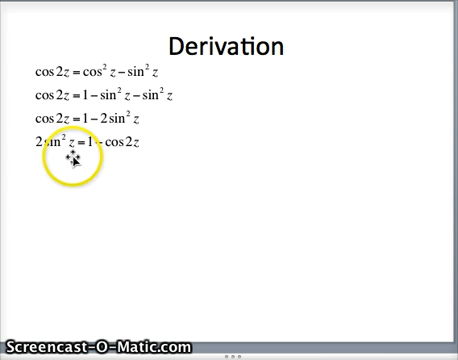 Derivation
cos 2z = cos² z − sin² z
cos 2z = 1 − sin² z − sin² z
cos 2z = 1 − 2 sin² z
2 sin² z = 1 − cos 2z
Screencast-O-Matic.com